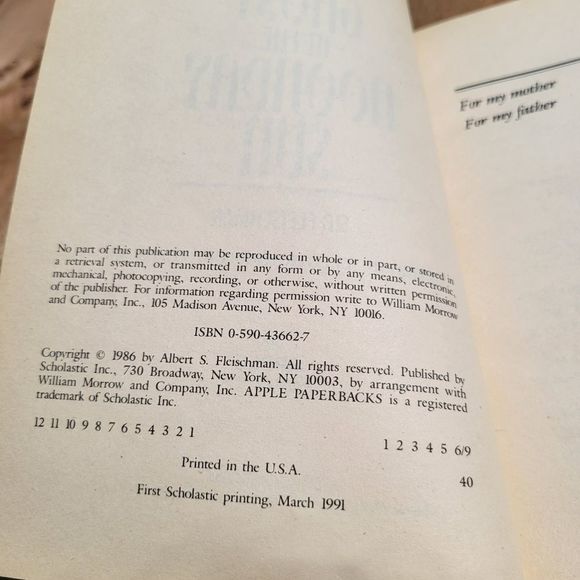 No part of this publication may be reproduced in whole or in part, or stored in
a retrieval system, or transmitted in any form or by any means, electronic,
mechanical, photocopying, recording, or otherwise, without written permission
of the publisher. For information regarding permission write to William Morrow
and Company, Inc., 105 Madison Avenue, New York, NY 10016.
ISBN 0-590-43662-7
Copyright © 1986 by Albert S. Fleischman. All rights reserved. Published by
Scholastic Inc., 730 Broadway, New York, NY 10003, by arrangement with
William Morrow and Company, Inc. APPLE PAPERBACKS is a registered
trademark of Scholastic Inc.
12 11 10 9 8 7 6 5 4 3 2 1
1 2 3 4 5 6/9
Printed in the U.S.A.
40
First Scholastic printing, March 1991
For my mother
For my father